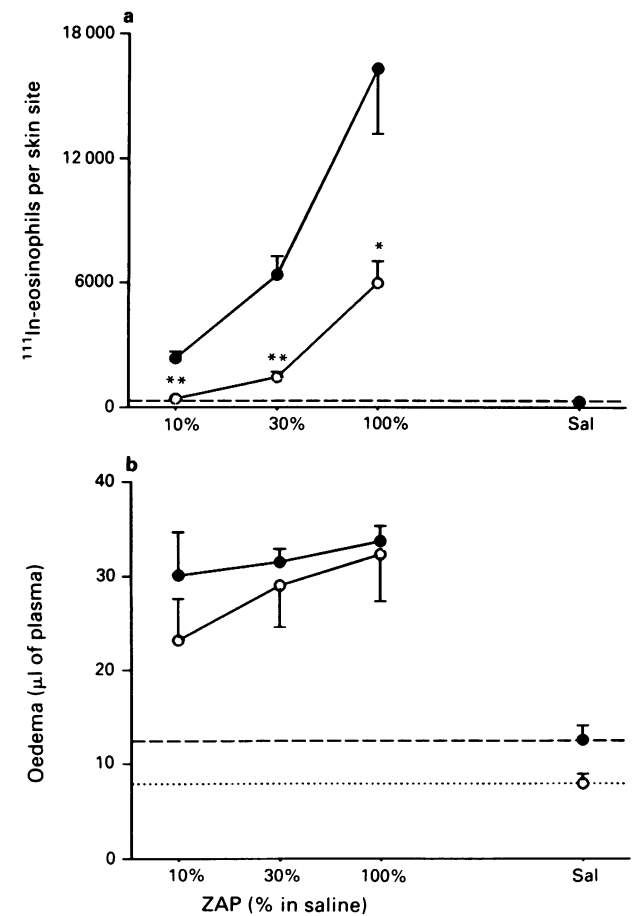 a
18 000
12 000
6000
0
¹¹¹In-eosinophils per skin site
**
**
*
10% 30% 100% Sal
b
40
30
20
10
0
Oedema (µl of plasma)
10% 30% 100% Sal
ZAP (% in saline)